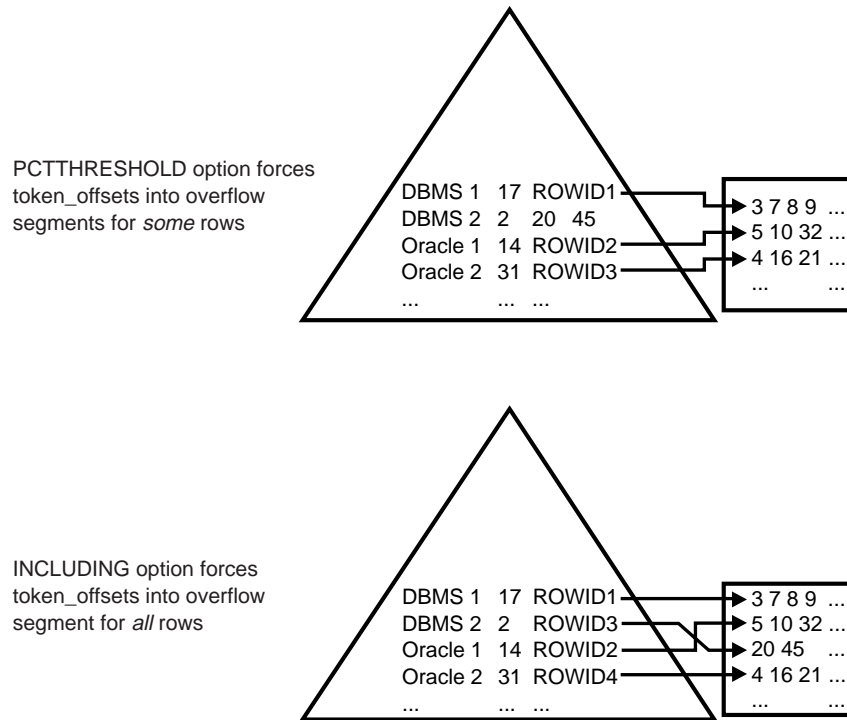 PCTTHRESHOLD option forces
token_offsets into overflow
segments for some rows
DBMS 1 17 ROWID1
DBMS 2 2 20 45
Oracle 1 14 ROWID2
Oracle 2 31 ROWID3
... ... ...
3 7 8 9 ...
5 10 32 ...
4 16 21 ...
... ...
INCLUDING option forces
token_offsets into overflow
segment for all rows
DBMS 1 17 ROWID1
DBMS 2 2 ROWID3
Oracle 1 14 ROWID2
Oracle 2 31 ROWID4
... ... ...
3 7 8 9 ...
5 10 32 ...
20 45 ...
4 16 21 ...
... ...